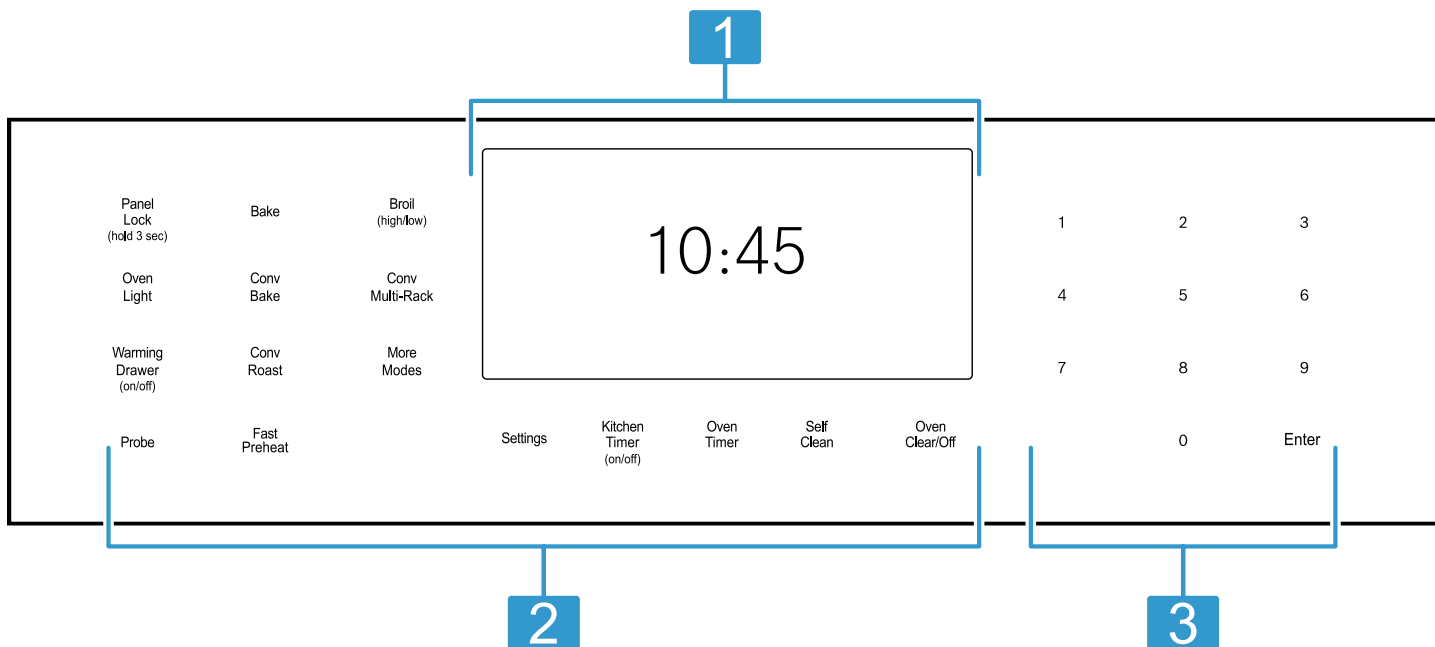 1
Panel
Lock
(hold 3 sec)
Bake
Broil
(high/low)
Oven
Light
Conv
Bake
Conv
Multi-Rack
Warming
Drawer
(on/off)
Conv
Roast
More
Modes
Probe
Fast
Preheat
10:45
Settings
Kitchen
Timer
(on/off)
Oven
Timer
Self
Clean
Oven
Clear/Off
1 2 3
4 5 6
7 8 9
0 Enter
2
3